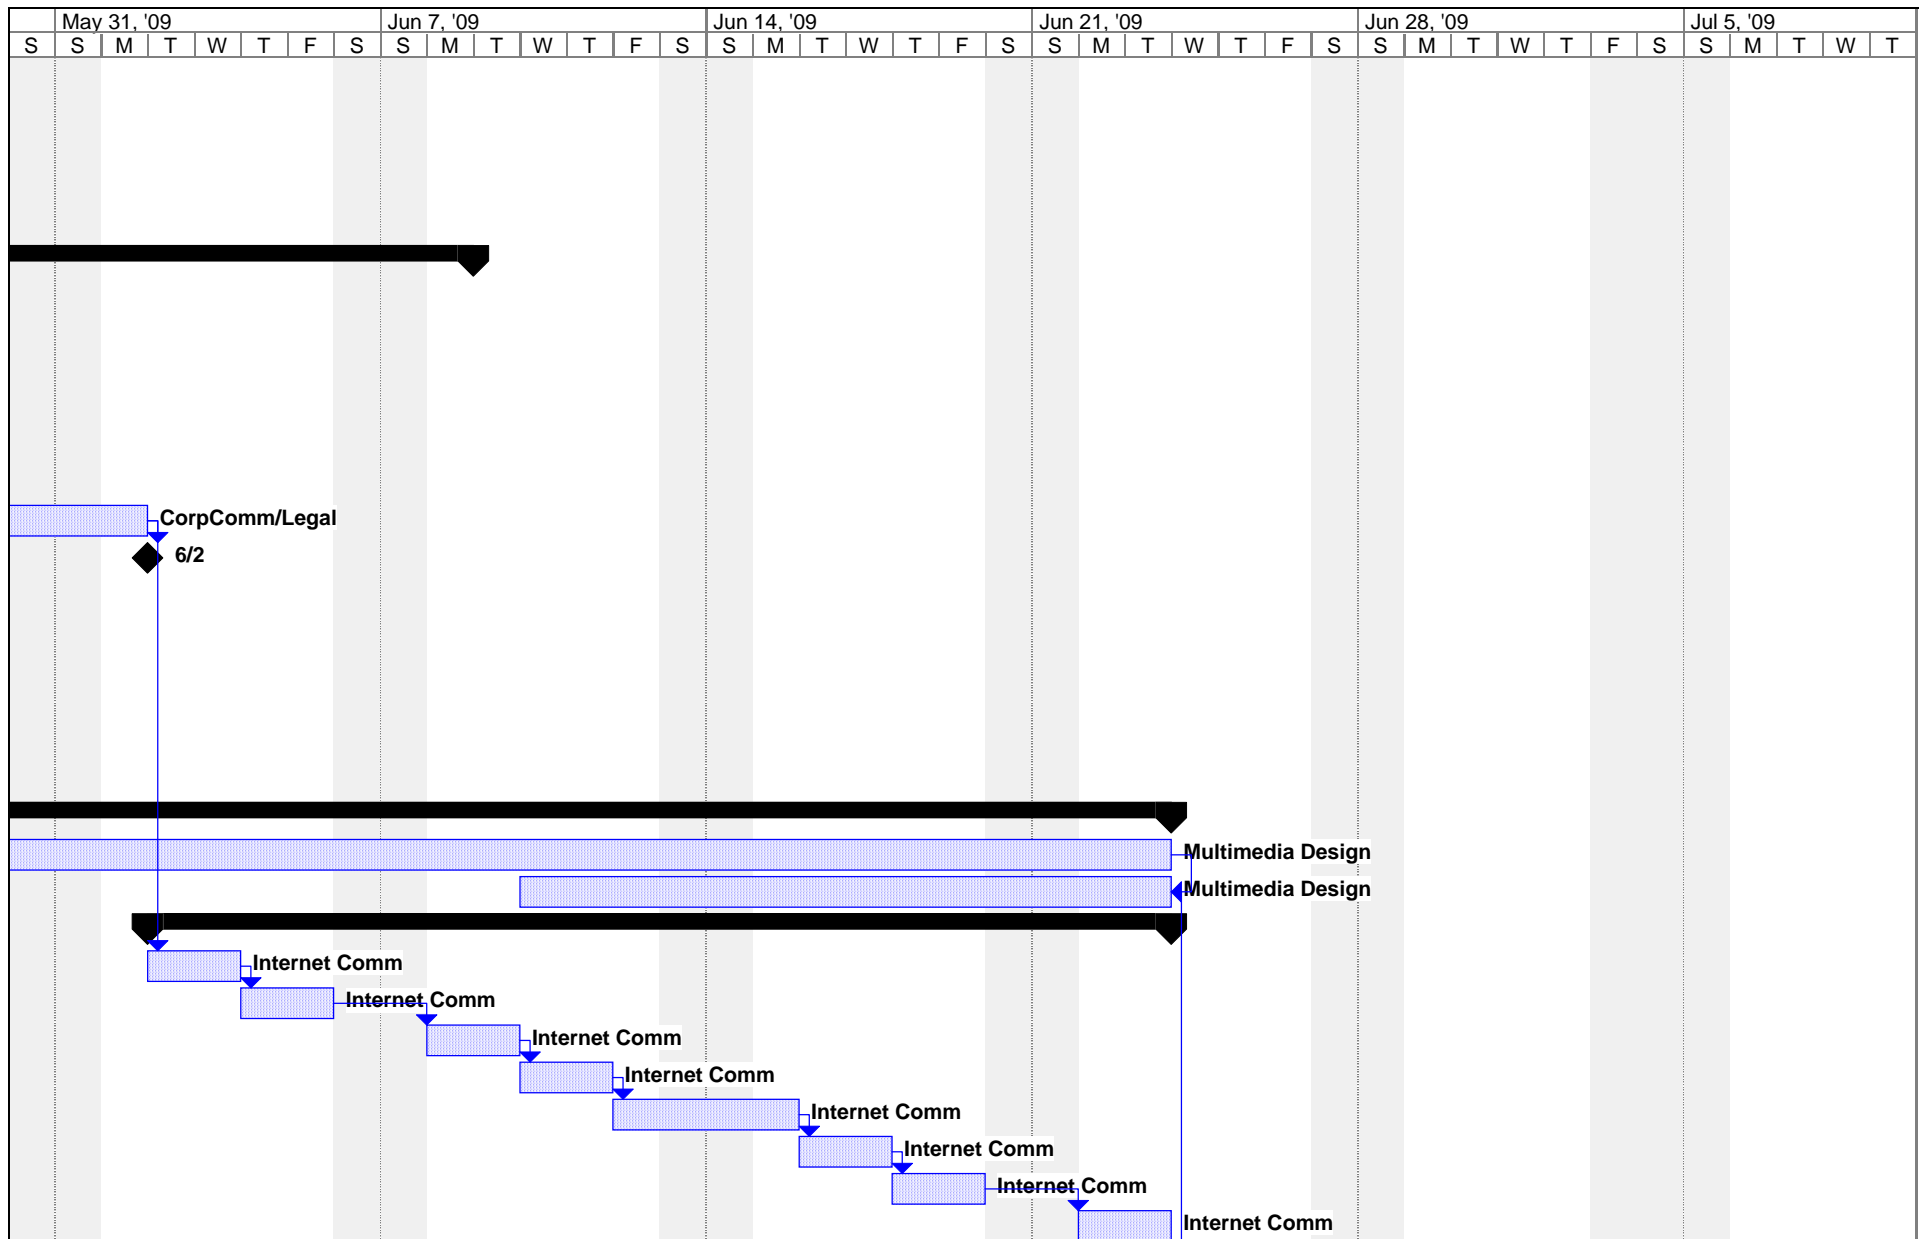 May 31, '09 Jun 7, '09 Jun 14, '09 Jun 21, '09 Jun 28, '09 Jul 5, '09
S S M T W T F S S M T W T F S S M T W T F S S M T W T F S S M T W T F S S M T W T
CorpComm/Legal
6/2
Multimedia Design
Multimedia Design
Internet Comm
Internet Comm
Internet Comm
Internet Comm
Internet Comm
Internet Comm
Internet Comm
Internet Comm